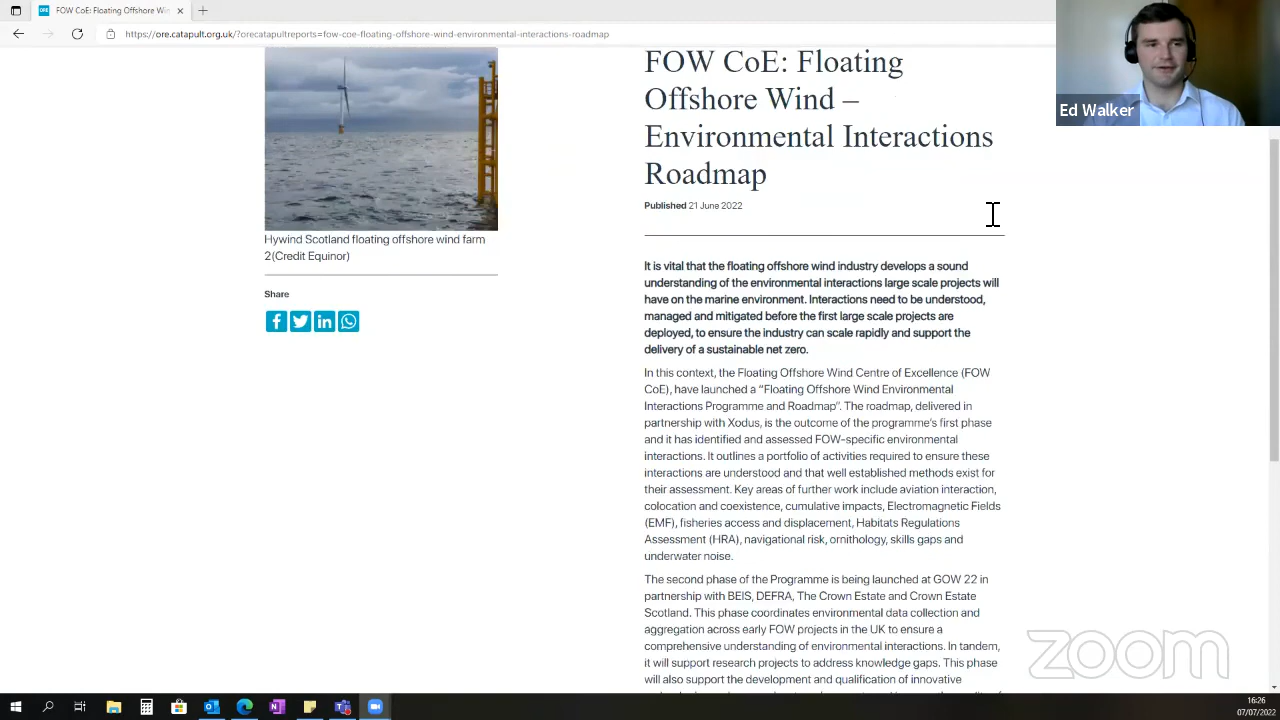 FOW CoE: Floating Offshore Win
https://ore.catapult.org.uk/?orecatapultreports=fow-coe-floating-offshore-wind-environmental-interactions-roadmap
Ed Walker
Hywind Scotland floating offshore wind farm
2(Credit Equinor)
Share
FOW CoE: Floating
Offshore Wind –
Environmental Interactions
Roadmap
Published 21 June 2022
It is vital that the floating offshore wind industry develops a sound
understanding of the environmental interactions large scale projects will
have on the marine environment. Interactions need to be understood,
managed and mitigated before the first large scale projects are
deployed, to ensure the industry can scale rapidly and support the
delivery of a sustainable net zero.
In this context, the Floating Offshore Wind Centre of Excellence (FOW
CoE), have launched a “Floating Offshore Wind Environmental
Interactions Programme and Roadmap”. The roadmap, delivered in
partnership with Xodus, is the outcome of the programme’s first phase
and it has identified and assessed FOW-specific environmental
interactions. It outlines a portfolio of activities required to ensure these
interactions are understood and that well established methods exist for
their assessment. Key areas of further work include aviation interaction,
colocation and coexistence, cumulative impacts, Electromagnetic Fields
(EMF), fisheries access and displacement, Habitats Regulations
Assessment (HRA), navigational risk, ornithology, skills gaps and
underwater noise.
The second phase of the Programme is being launched at GOW 22 in
partnership with BEIS, DEFRA, The Crown Estate and Crown Estate
Scotland. This phase coordinates environmental data collection and
aggregation across early FOW projects in the UK to ensure a
comprehensive understanding of environmental interactions. In tandem,
it will support research projects to address knowledge gaps. This phase
will also support the development and qualification of innovative
zoom
16:26
07/07/2022